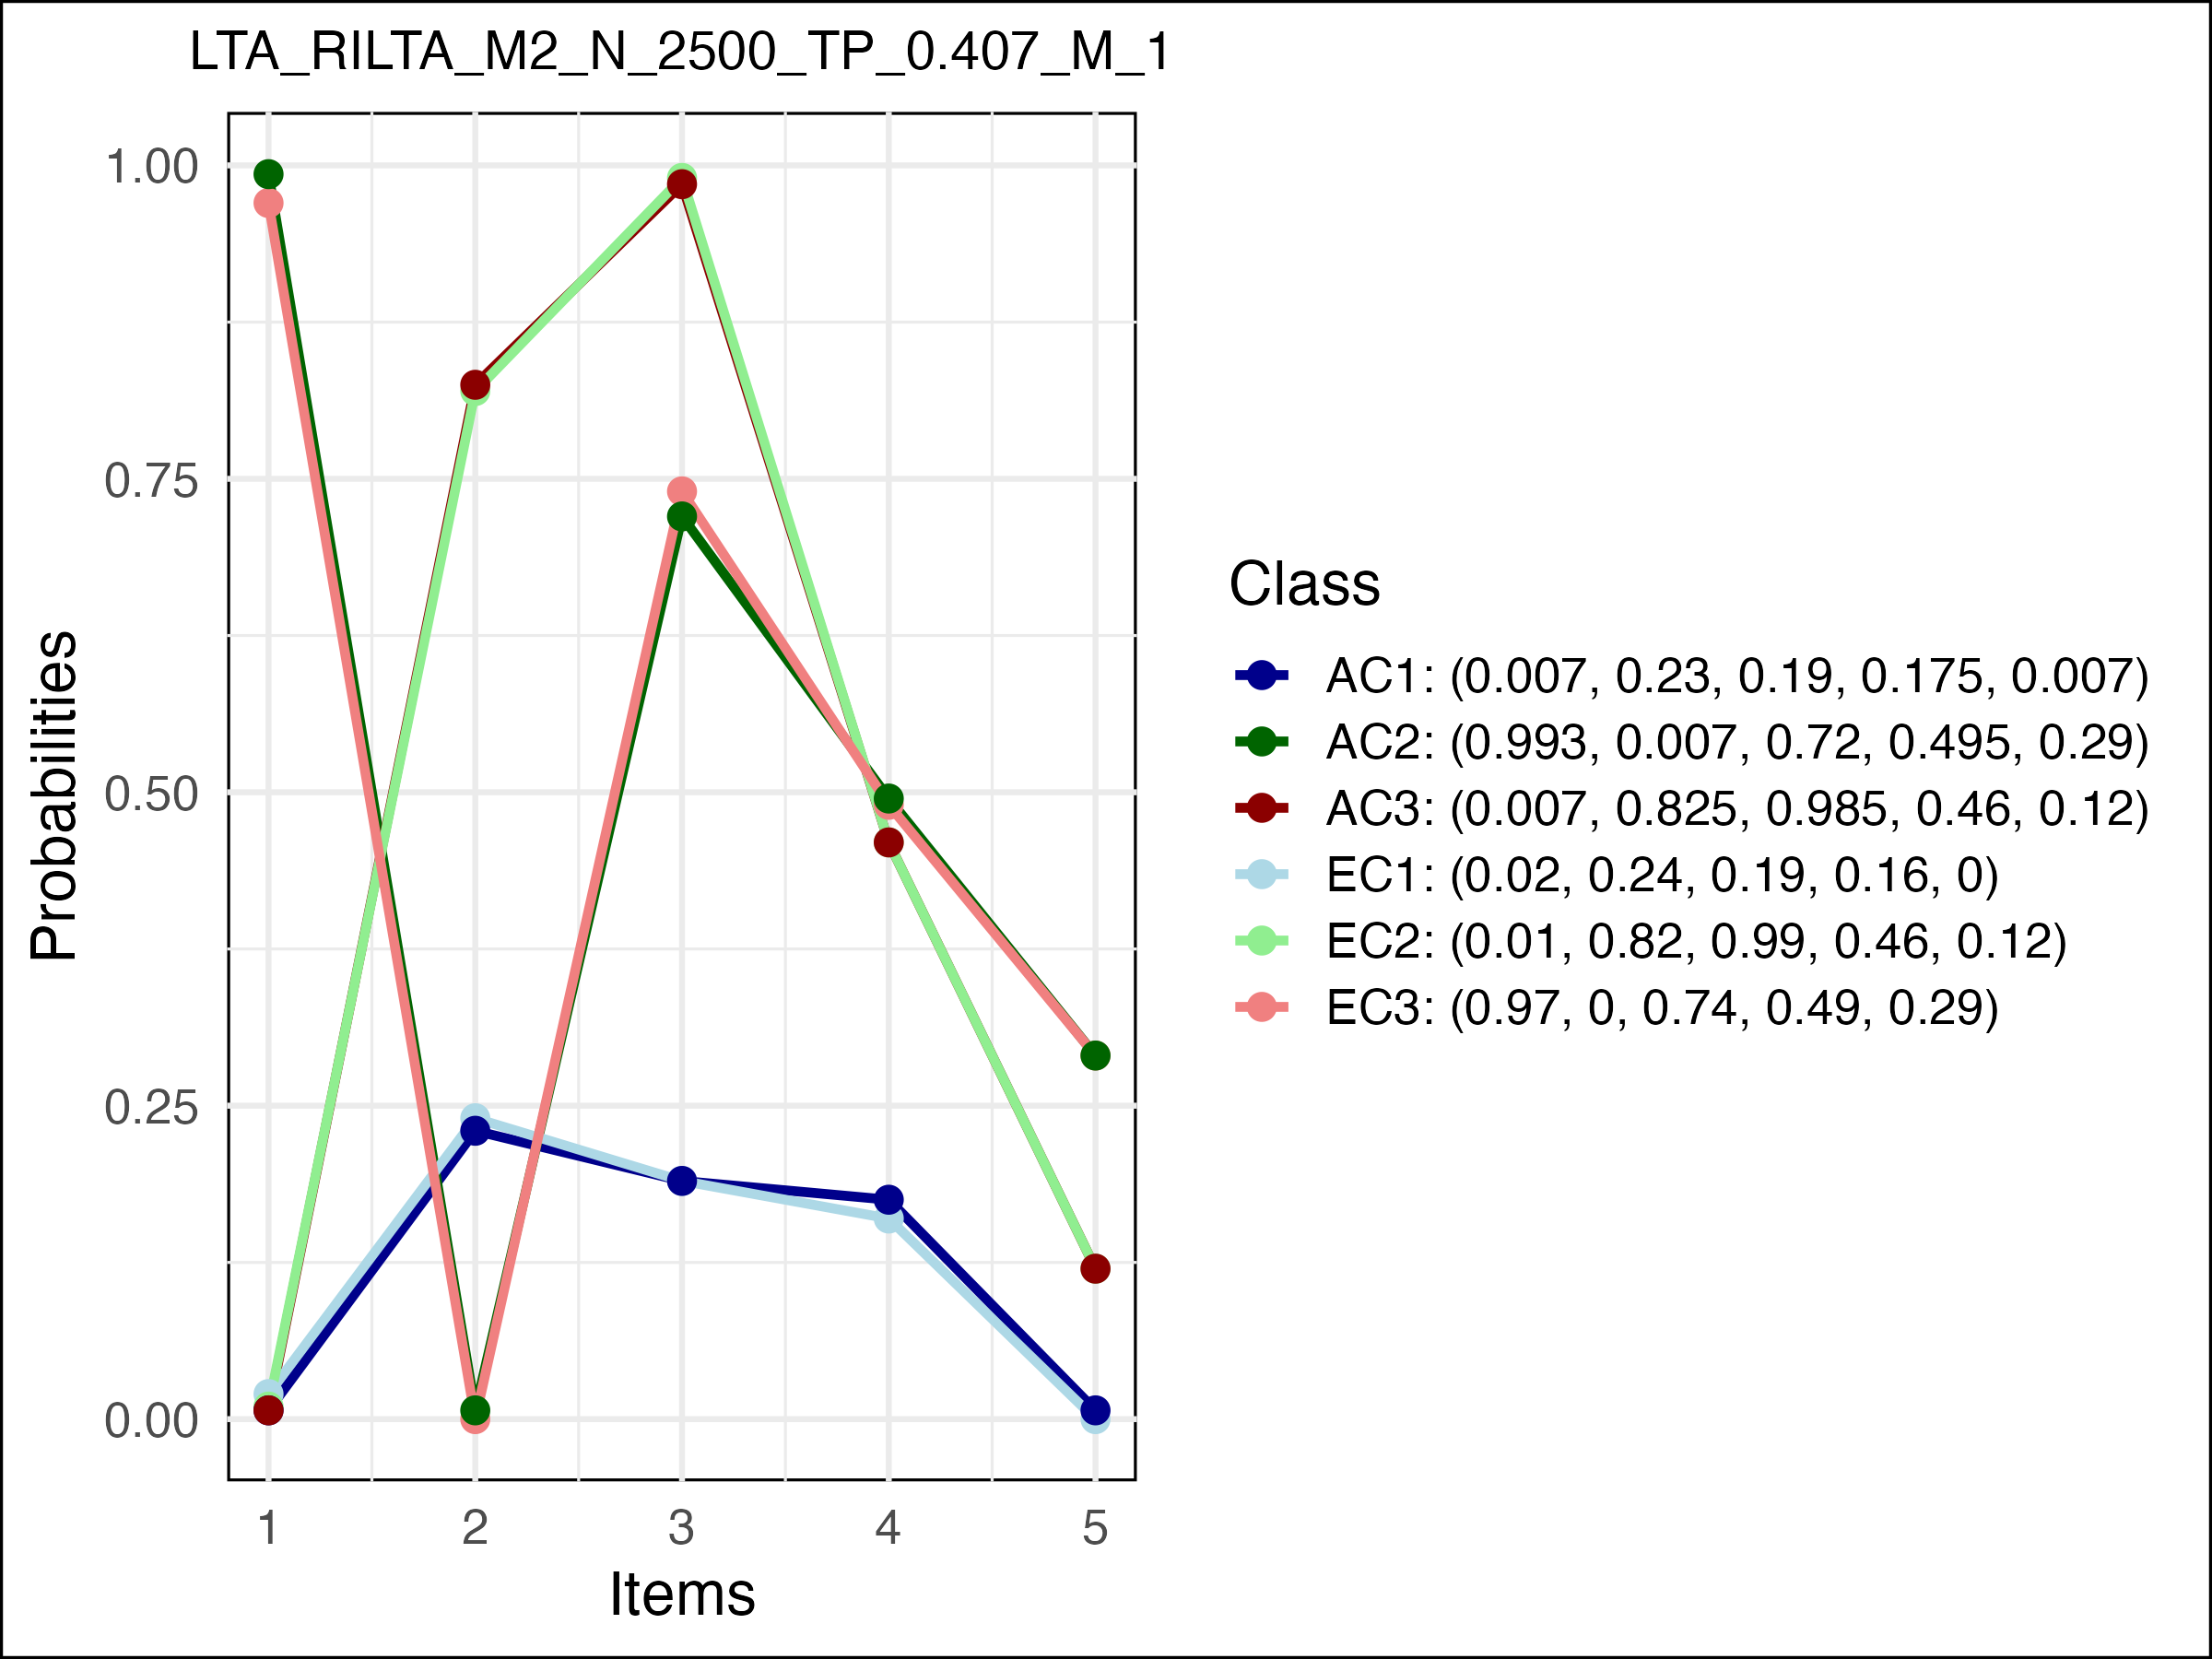 LTA_RILTA_M2_N_2500_TP_0.407_M_1
1.00
0.75
0.50
0.25
0.00
Probabilities
1 2 3 4 5
Items
Class
AC1: (0.007, 0.23, 0.19, 0.175, 0.007)
AC2: (0.993, 0.007, 0.72, 0.495, 0.29)
AC3: (0.007, 0.825, 0.985, 0.46, 0.12)
EC1: (0.02, 0.24, 0.19, 0.16, 0)
EC2: (0.01, 0.82, 0.99, 0.46, 0.12)
EC3: (0.97, 0, 0.74, 0.49, 0.29)